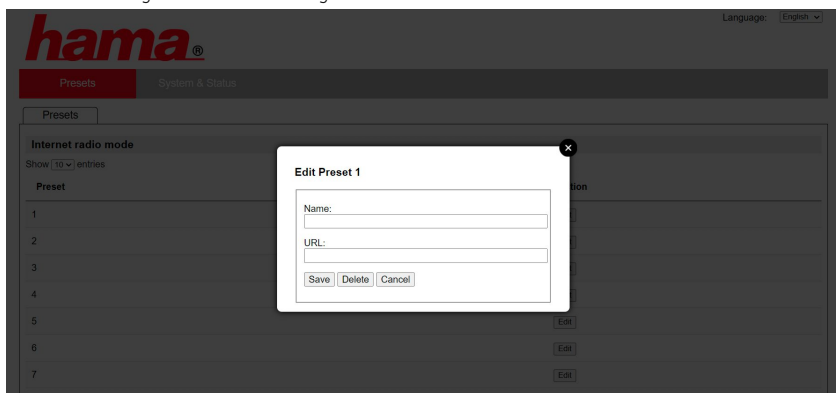 Language: English
hama®
Presets System & Status
Presets
Internet radio mode
Show 10 entries
Preset
1
2
3
4
5 Edit
6 Edit
7 Edit
Edit Preset 1
Name:
URL:
Save Delete Cancel